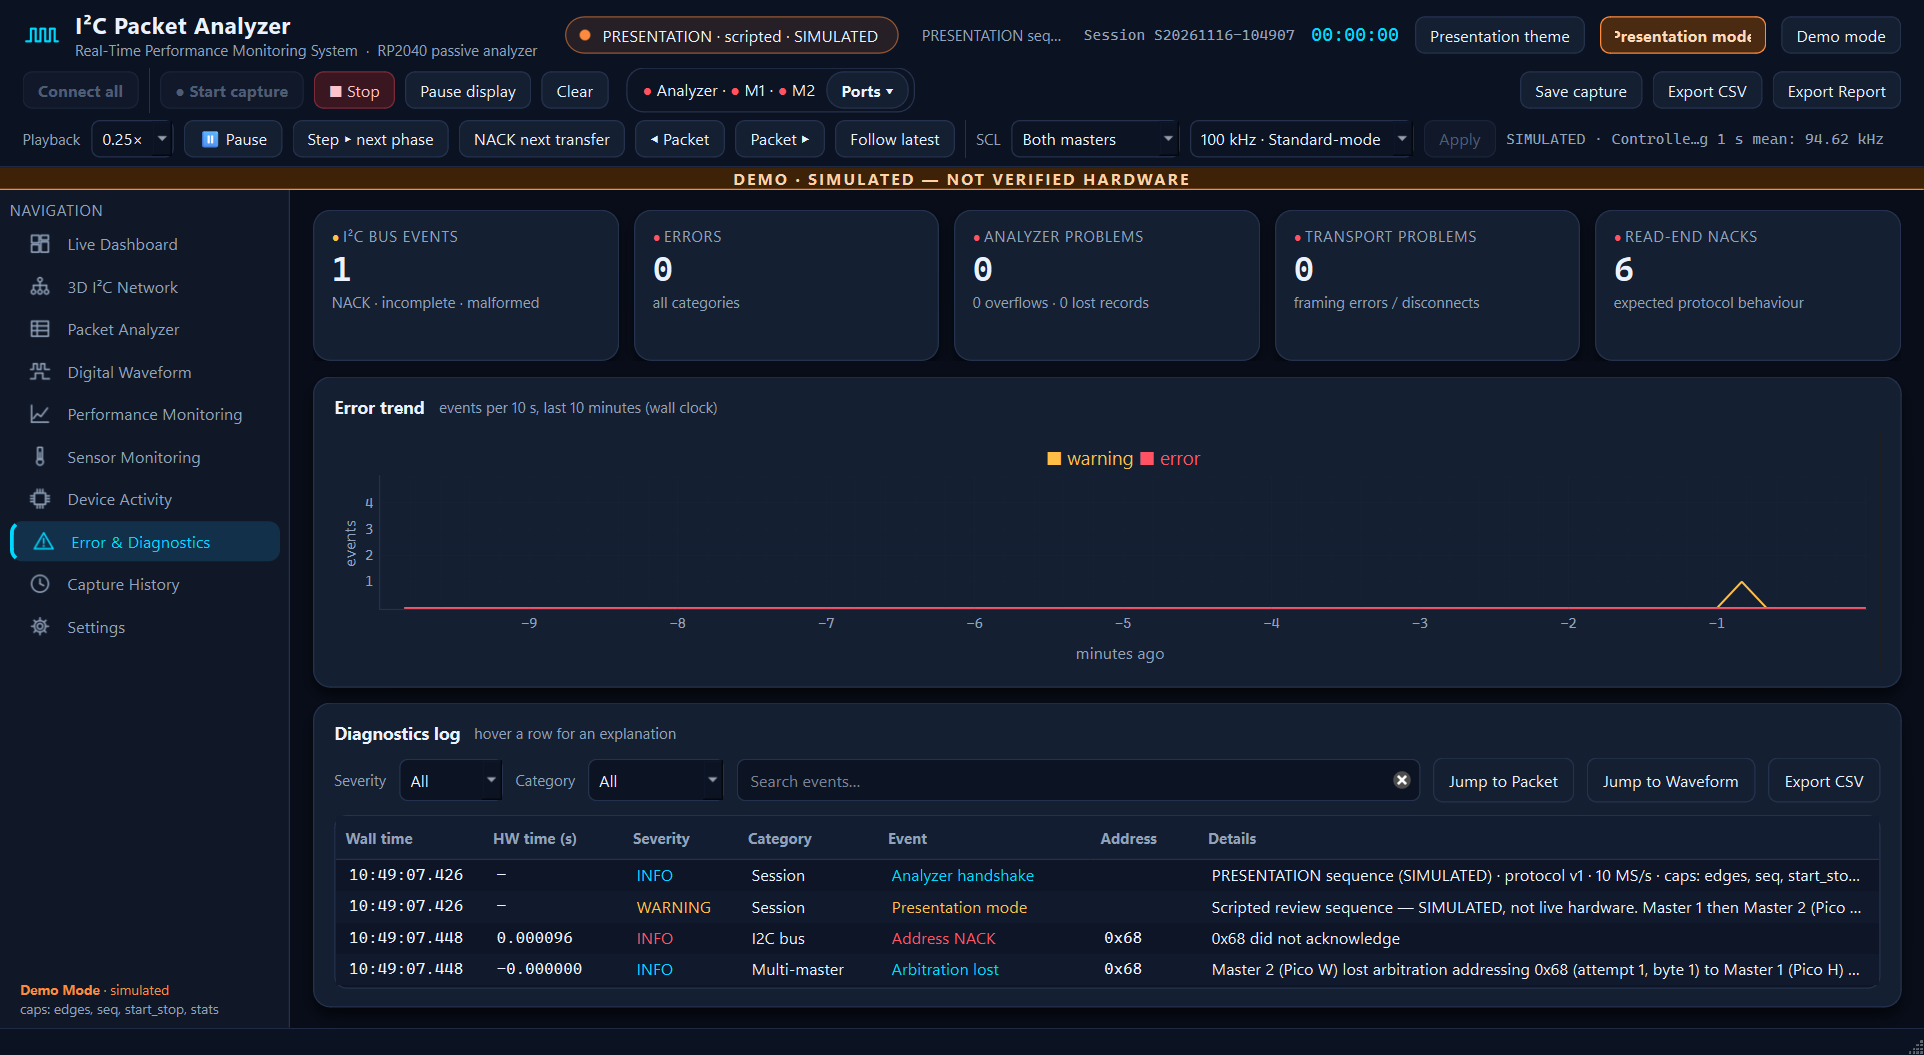 I²C Packet Analyzer
Real-Time Performance Monitoring System · RP2040 passive analyzer
PRESENTATION · scripted · SIMULATED
PRESENTATION seq...
Session S20261116-104907
00:00:00
Presentation theme
Presentation mode
Demo mode
Connect all
● Start capture
Stop
Pause display
Clear
● Analyzer · ● M1 · ● M2
Ports ▾
Save capture
Export CSV
Export Report
Playback
0.25×
Pause
Step ▸ next phase
NACK next transfer
◂ Packet
Packet ▸
Follow latest
SCL
Both masters
100 kHz · Standard-mode
Apply
SIMULATED · Controlle…g 1 s mean: 94.62 kHz
DEMO · SIMULATED — NOT VERIFIED HARDWARE
NAVIGATION
Live Dashboard
3D I²C Network
Packet Analyzer
Digital Waveform
Performance Monitoring
Sensor Monitoring
Device Activity
Error & Diagnostics
Capture History
Settings
Demo Mode · simulated
caps: edges, seq, start_stop, stats
● I²C BUS EVENTS
1
NACK · incomplete · malformed
● ERRORS
0
all categories
● ANALYZER PROBLEMS
0
0 overflows · 0 lost records
● TRANSPORT PROBLEMS
0
framing errors / disconnects
● READ-END NACKS
6
expected protocol behaviour
Error trend events per 10 s, last 10 minutes (wall clock)
warning error
events
4
3
2
1
−9 −8 −7 −6 −5 −4 −3 −2 −1
minutes ago
Diagnostics log hover a row for an explanation
Severity All Category All Search events... Jump to Packet Jump to Waveform Export CSV
Wall time HW time (s) Severity Category Event Address Details
10:49:07.426 — INFO Session Analyzer handshake PRESENTATION sequence (SIMULATED) · protocol v1 · 10 MS/s · caps: edges, seq, start_sto...
10:49:07.426 — WARNING Session Presentation mode Scripted review sequence — SIMULATED, not live hardware. Master 1 then Master 2 (Pico ...
10:49:07.448 0.000096 INFO I2C bus Address NACK 0x68 0x68 did not acknowledge
10:49:07.448 −0.000000 INFO Multi-master Arbitration lost 0x68 Master 2 (Pico W) lost arbitration addressing 0x68 (attempt 1, byte 1) to Master 1 (Pico H) ...